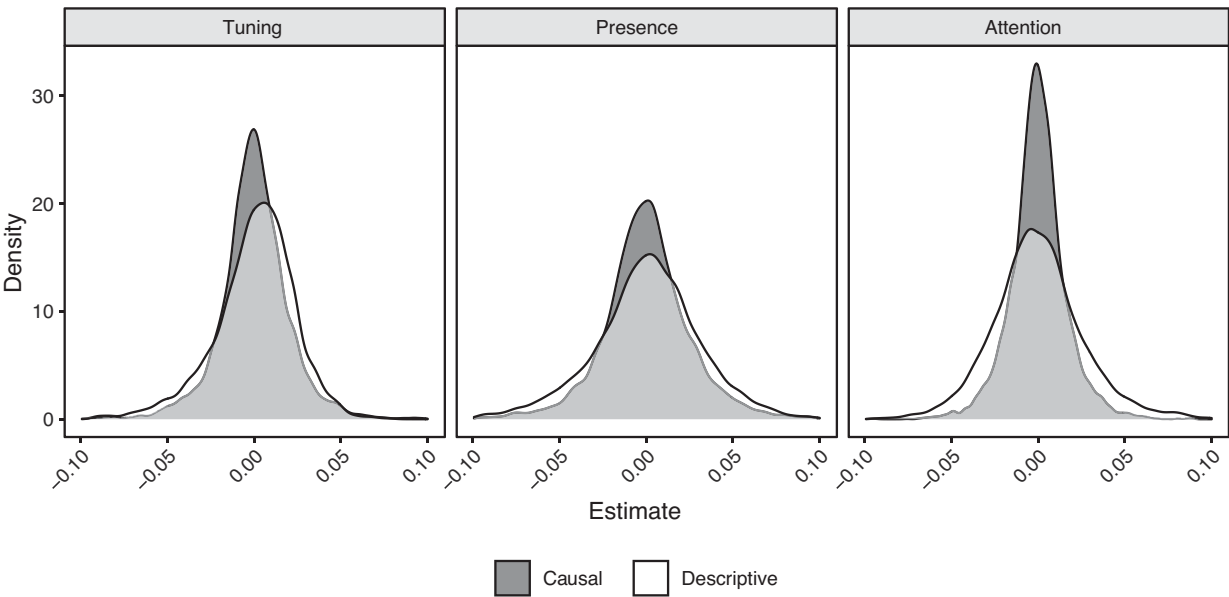 Tuning Presence Attention
30
20
10
0
Density
−0.10 −0.05 0.00 0.05 0.10 −0.10 −0.05 0.00 0.05 0.10 −0.10 −0.05 0.00 0.05 0.10
Estimate
Causal Descriptive